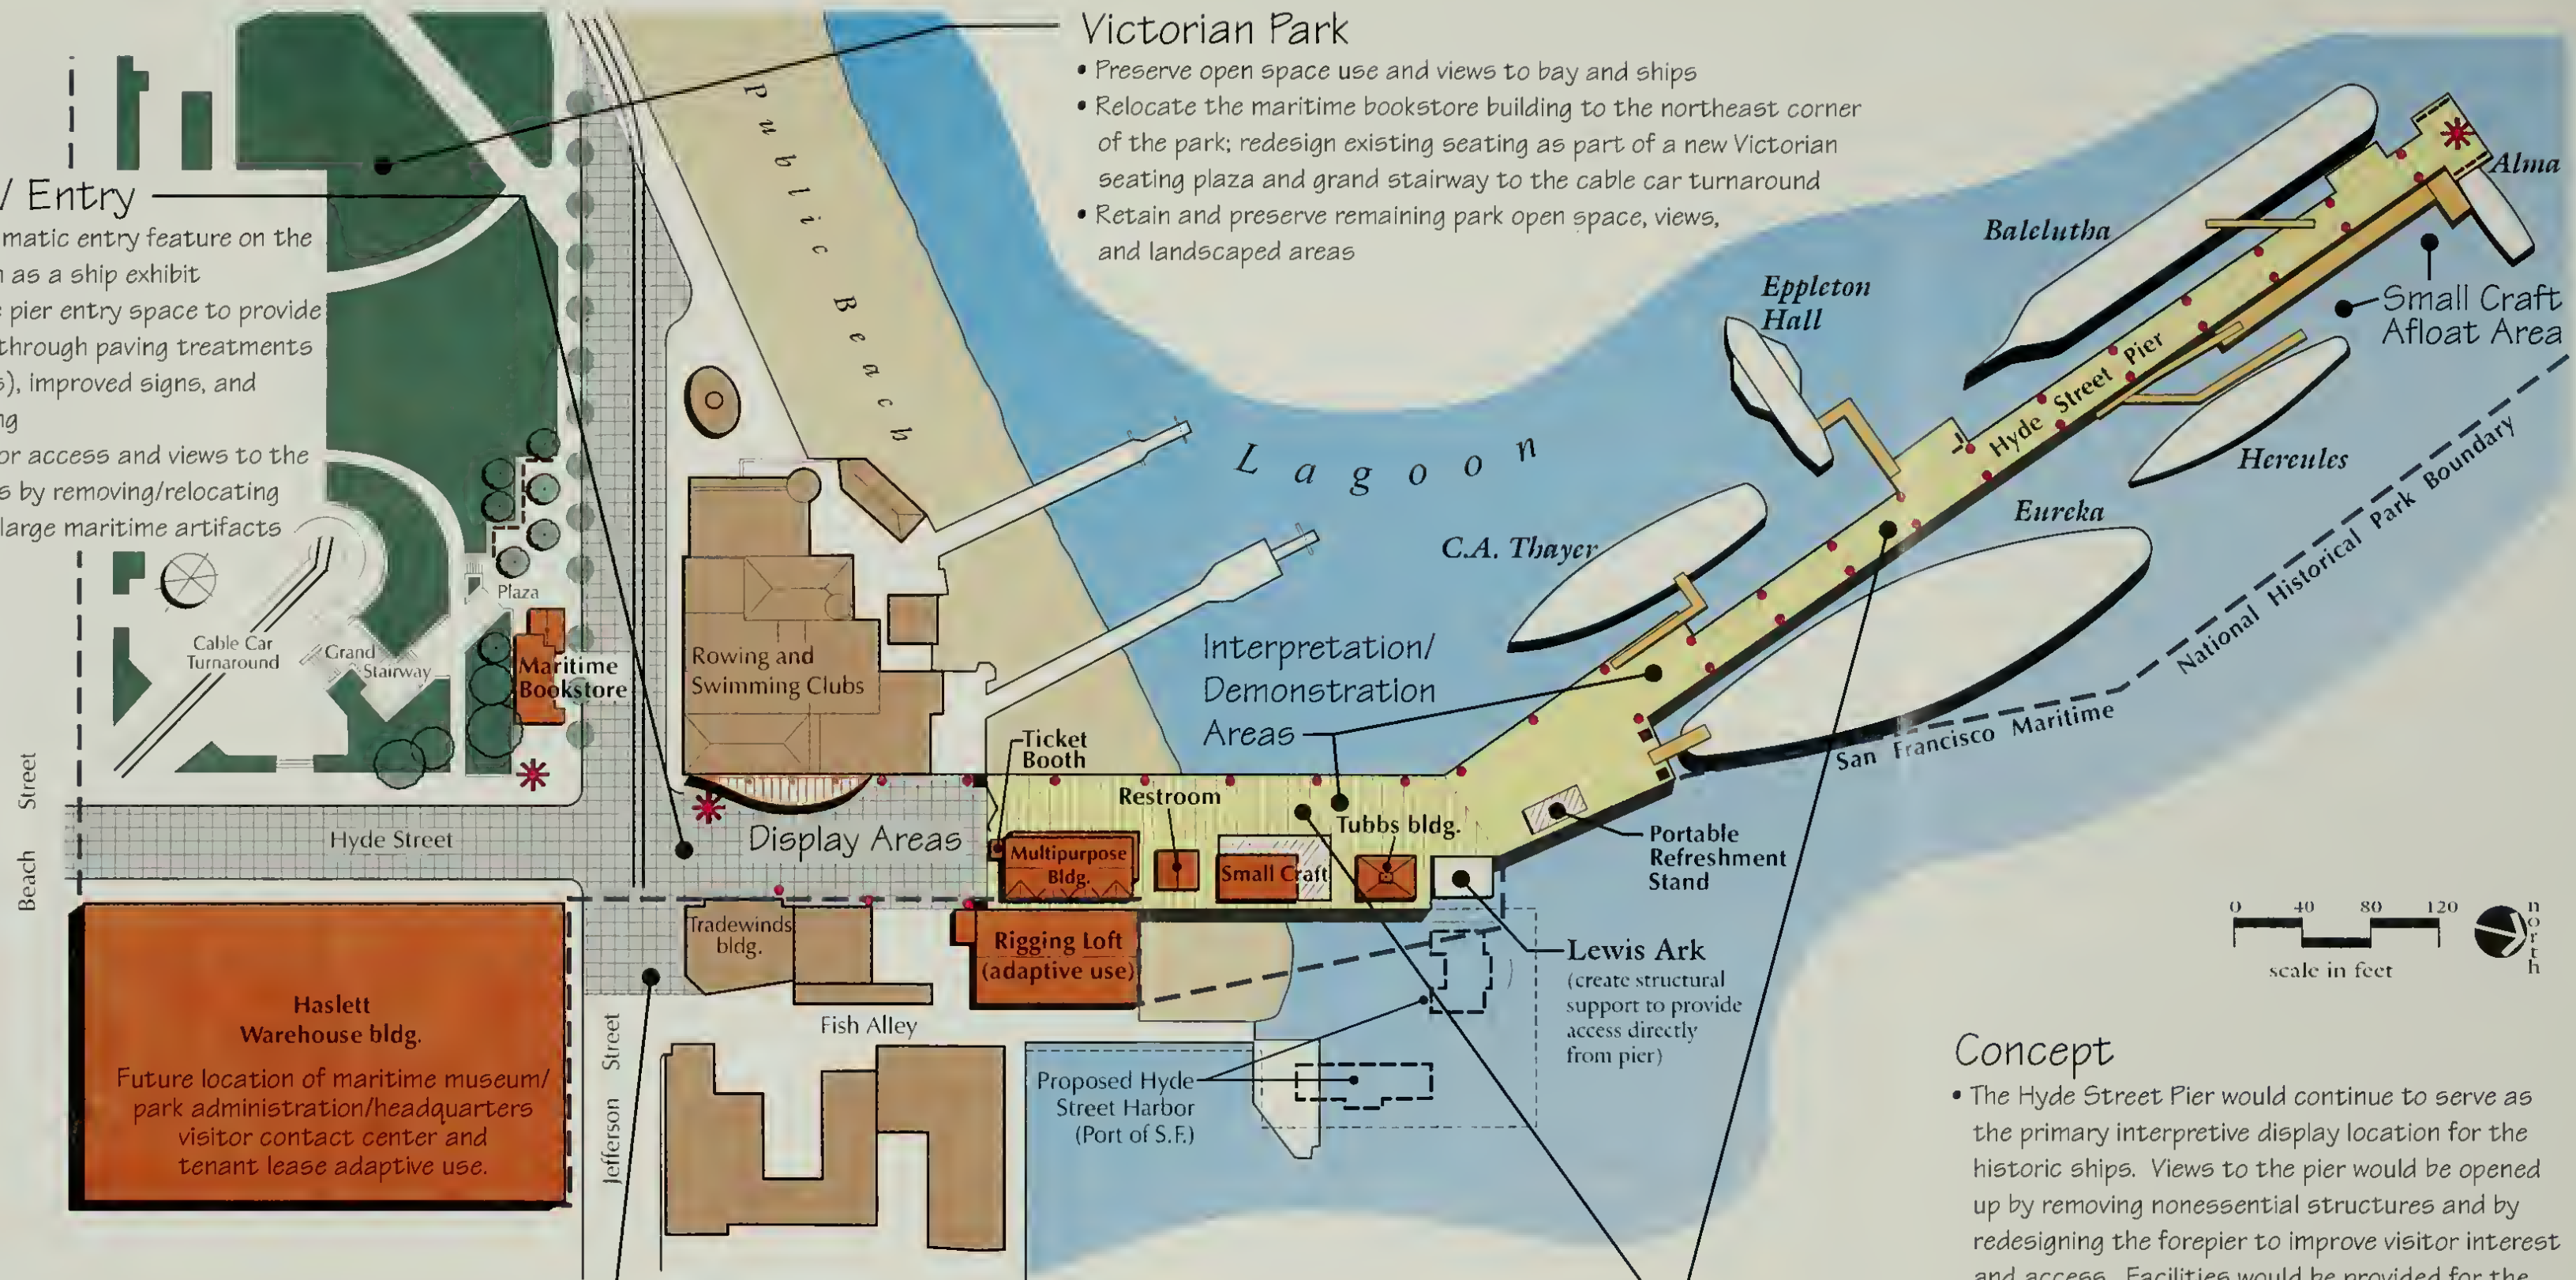 Victorian Park
• Preserve open space use and views to bay and ships
• Relocate the maritime bookstore building to the northeast corner
of the park; redesign existing seating as part of a new Victorian
seating plaza and grand stairway to the cable car turnaround
• Retain and preserve remaining park open space, views,
and landscaped areas
/ Entry
matic entry feature on the
as a ship exhibit
pier entry space to provide
through paving treatments
s), improved signs, and
ng
or access and views to the
s by removing/relocating
large maritime artifacts
Public Beach
Lagoon
Alma
Balclutha
Eppleton
Hall
Small Craft
Afloat Area
Hyde Street Pier
Hercules
Eureka
C.A. Thayer
San Francisco Maritime National Historical Park Boundary
Plaza
Cable Car
Turnaround
Grand
Stairway
Maritime
Bookstore
Rowing and
Swimming Clubs
Interpretation/
Demonstration
Areas
Ticket
Booth
Restroom
Tubbs bldg.
Hyde Street
Display Areas
Multipurpose
Bldg.
Small Craft
Portable
Refreshment
Stand
Beach Street
Tradewinds
bldg.
Rigging Loft
(adaptive use)
Lewis Ark
(create structural
support to provide
access directly
from pier)
0 40 80 120
scale in feet
north
Haslett
Warehouse bldg.
Future location of maritime museum/
park administration/headquarters
visitor contact center and
tenant lease adaptive use.
Jefferson Street
Fish Alley
Proposed Hyde
Street Harbor
(Port of S.F.)
Concept
• The Hyde Street Pier would continue to serve as
the primary interpretive display location for the
historic ships. Views to the pier would be opened
up by removing nonessential structures and by
redesigning the forepier to improve visitor interest
and access. Facilities would be provided for the